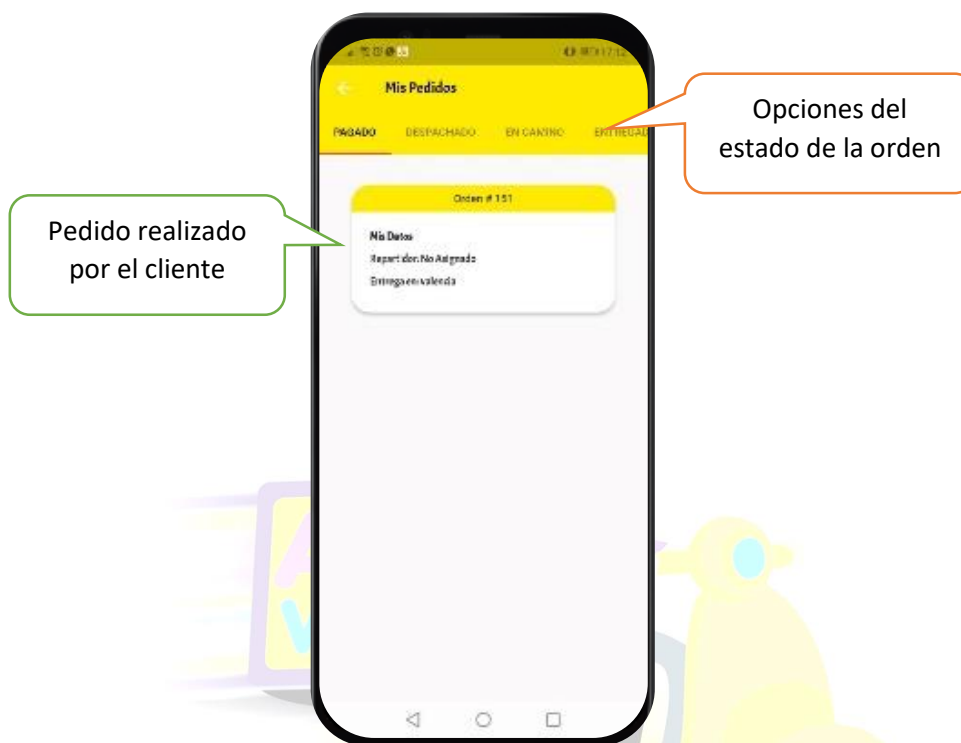 Mis Pedidos
PAGADO DESPACHADO EN CAMINO ENTREGAD
Opciones del
estado de la orden
Orden # 151
Pedido realizado
por el cliente
Mis Datos
Repartidor: No Asignado
Entrega en: valencia